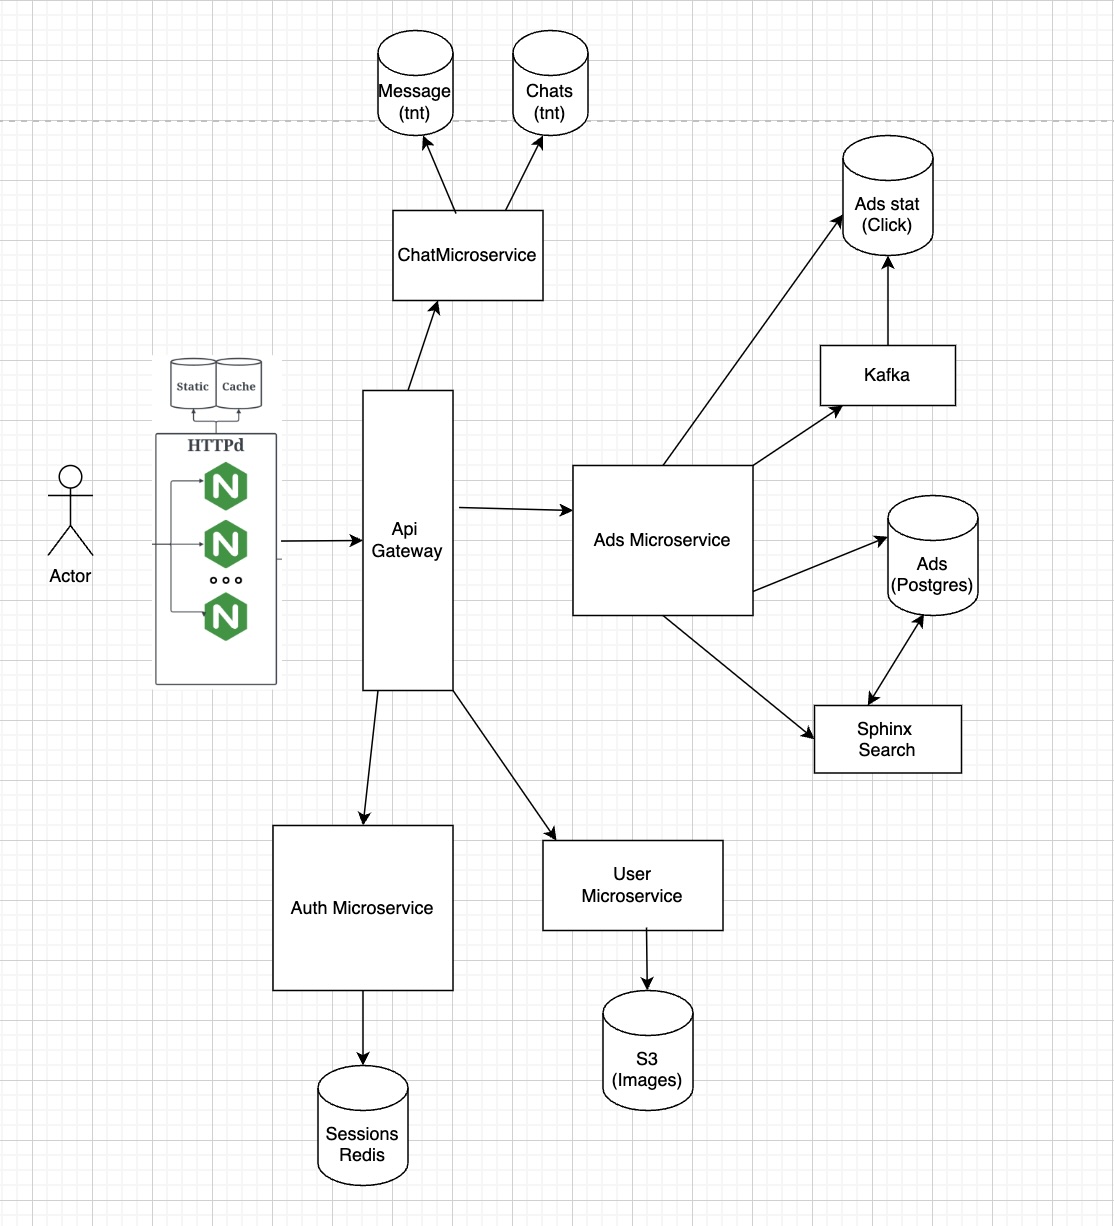 Message
(tnt)
Chats
(tnt)
Ads stat
(Click)
ChatMicroservice
Kafka
Static
Cache
HTTPd
N
N
N
Actor
Api
Gateway
Ads Microservice
Ads
(Postgres)
Sphinx
Search
Auth Microservice
User
Microservice
S3
(Images)
Sessions
Redis